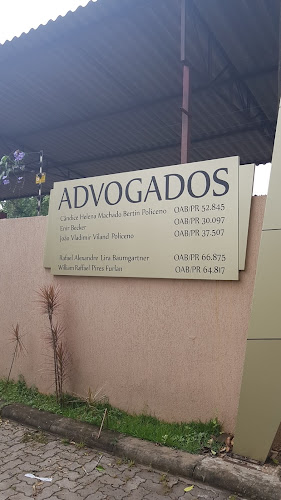 ADVOGADOS
Cândice Helena Machado Bertin Policeno OAB/PR 52.845
Enir Becker OAB/PR 30.097
João Vladimir Viland Policeno OAB/PR 37.507
Rafael Alexandre Lira Baumgartner OAB/PR 66.875
William Rafael Pires Furlan OAB/PR 64.817